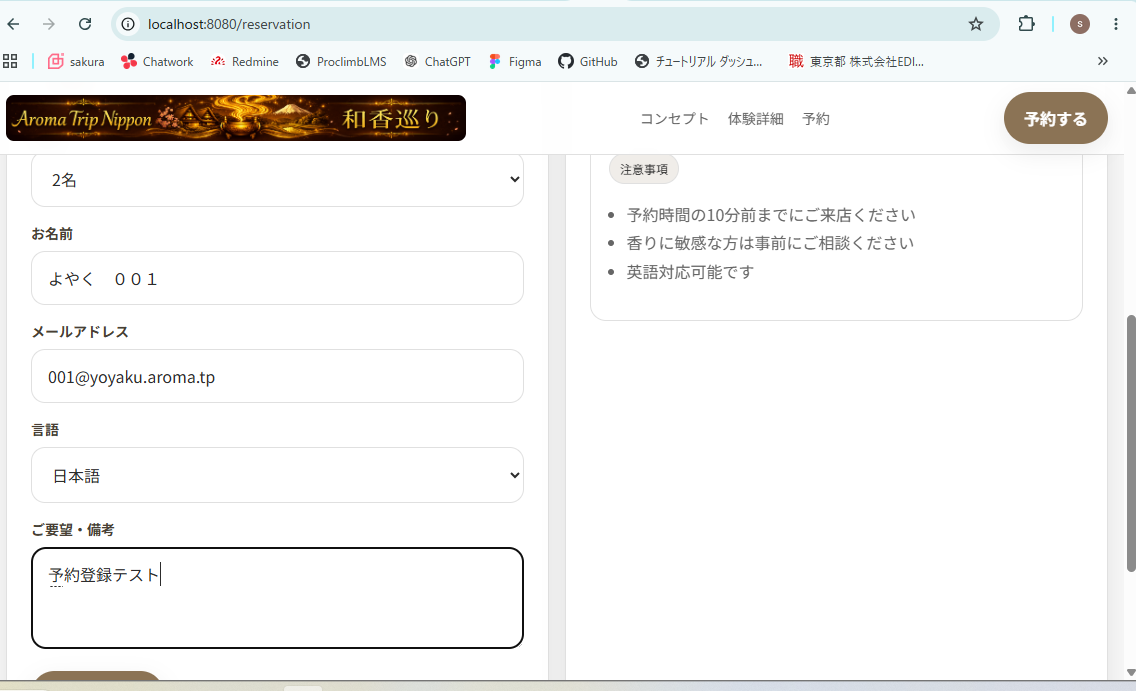 localhost:8080/reservation
S
sakura
Chatwork
Redmine
ProclimbLMS
ChatGPT
Figma
GitHub
チュートリアル ダッシュ...
職 東京都 株式会社EDI...
Aroma Trip Nippon 和香巡り
コンセプト 体験詳細 予約
予約する
2名
お名前
よやく　００１
メールアドレス
001@yoyaku.aroma.tp
言語
日本語
ご要望・備考
予約登録テスト
注意事項
• 予約時間の10分前までにご来店ください
• 香りに敏感な方は事前にご相談ください
• 英語対応可能です